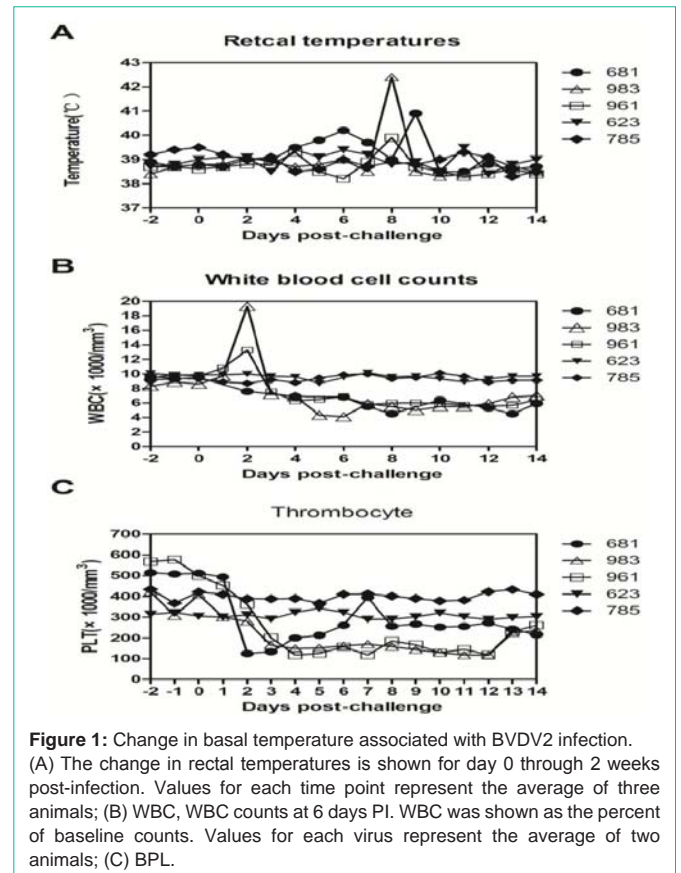 A
Retcal temperatures
43
42
41
40
39
38
37
Temperature(℃)
-2 0 2 4 6 8 10 12 14
Days post-challenge
681
983
961
623
785
B
White blood cell counts
20
18
16
14
12
10
8
6
4
2
0
WBC(× 1000/mm³)
-2 0 2 4 6 8 10 12 14
Days post-challenge
681
983
961
623
785
C
Thrombocyte
700
600
500
400
300
200
100
0
PLT(× 1000/mm³)
-2 -1 0 1 2 3 4 5 6 7 8 9 10 11 12 13 14
Days post-challenge
681
983
961
623
785
Figure 1: Change in basal temperature associated with BVDV2 infection.
(A) The change in rectal temperatures is shown for day 0 through 2 weeks
post-infection. Values for each time point represent the average of three
animals; (B) WBC, WBC counts at 6 days PI. WBC was shown as the percent
of baseline counts. Values for each virus represent the average of two
animals; (C) BPL.